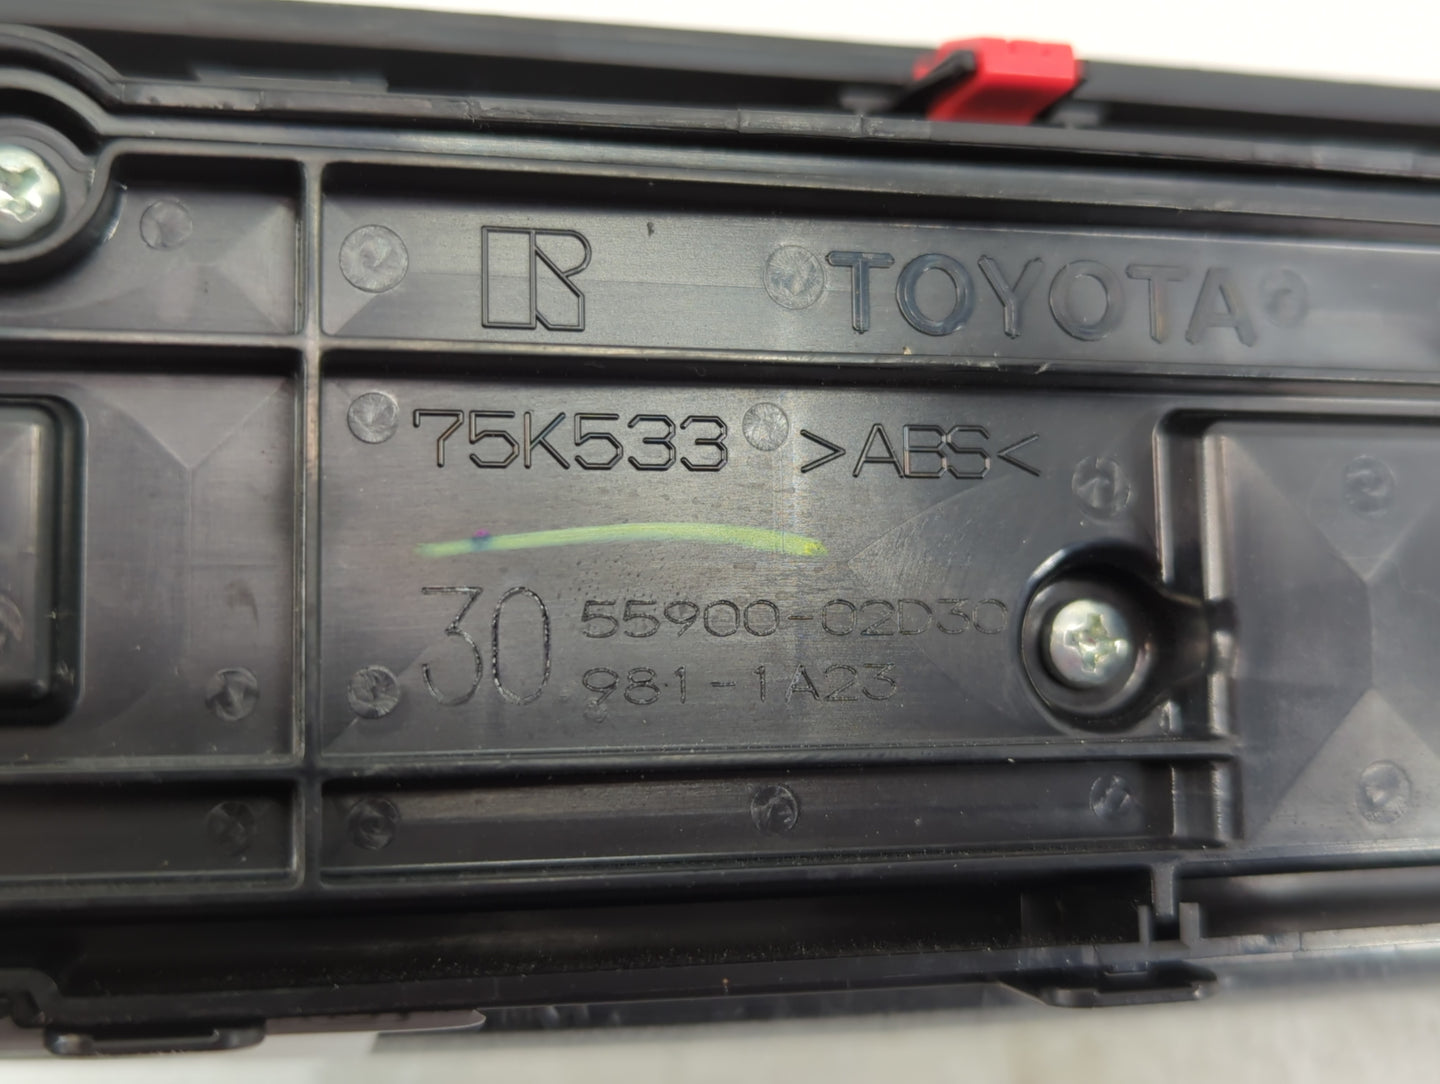 R TOYOTA
75K533 >ABS<
30 55900-02D30
981-1A23